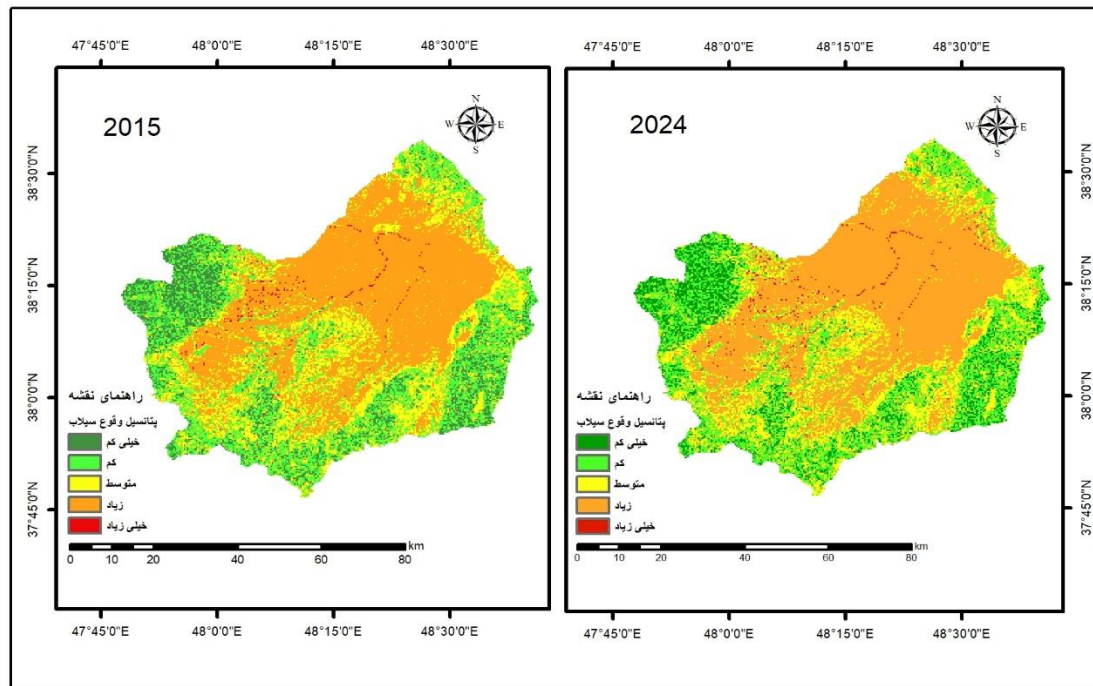 47°45'0"E 48°0'0"E 48°15'0"E 48°30'0"E
47°45'0"E 48°0'0"E 48°15'0"E 48°30'0"E
2015
N
W E
S
38°30'0"N
38°15'0"N
38°0'0"N
37°45'0"N
راهنمای نقشه
پتانسیل وقوع سیلاب
خیلی کم
کم
متوسط
زیاد
خیلی زیاد
km
0 10 20 40 60 80
47°45'0"E 48°0'0"E 48°15'0"E 48°30'0"E
2024
N
W E
S
38°30'0"N
38°15'0"N
38°0'0"N
37°45'0"N
راهنمای نقشه
پتانسیل وقوع سیلاب
خیلی کم
کم
متوسط
زیاد
خیلی زیاد
km
0 10 20 40 60 80
47°45'0"E 48°0'0"E 48°15'0"E 48°30'0"E